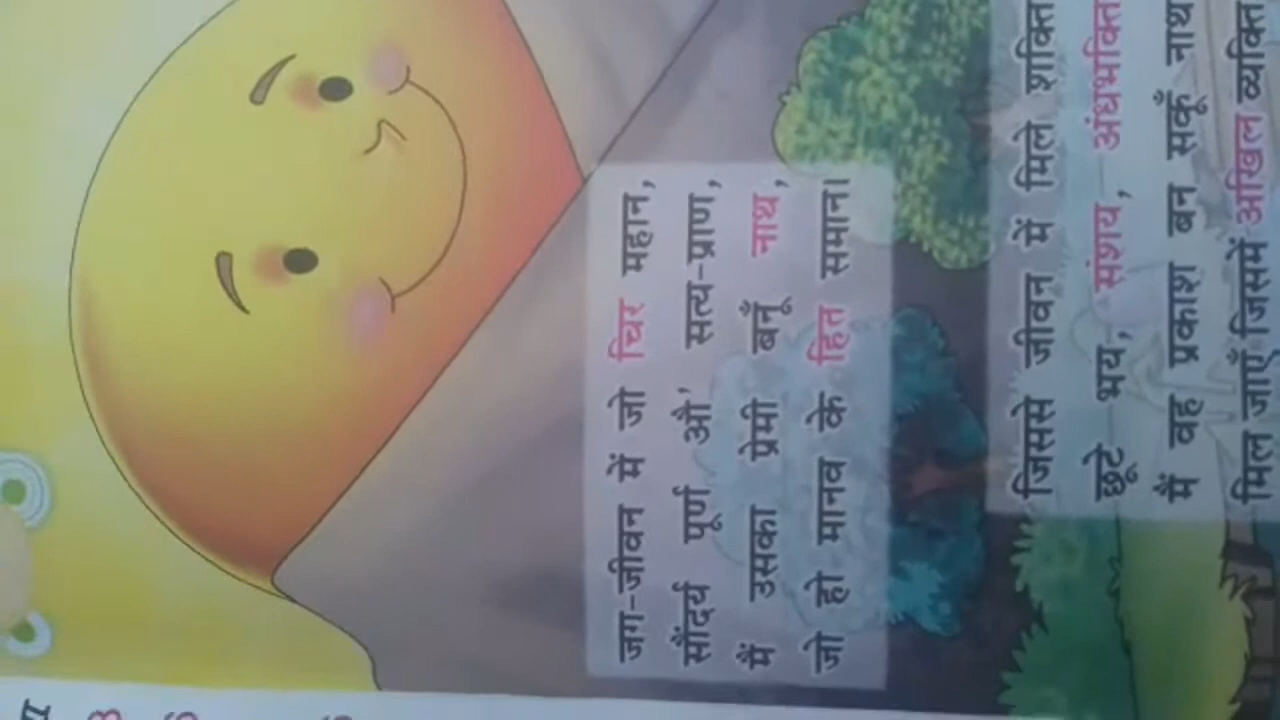 जग-जीवन में जो चिर महान,
सौंदर्य पूर्ण औ' सत्य-प्राण,
मैं उसका प्रेमी बनूँ नाथ,
जो हो मानव के हित समान।
जिससे जीवन में मिले शक्ति
छूटे भय, संशय, अंधभक्ति
मैं वह प्रकाश बन सकूँ नाथ
मिल जाएँ जिसमें अखिल व्यक्ति